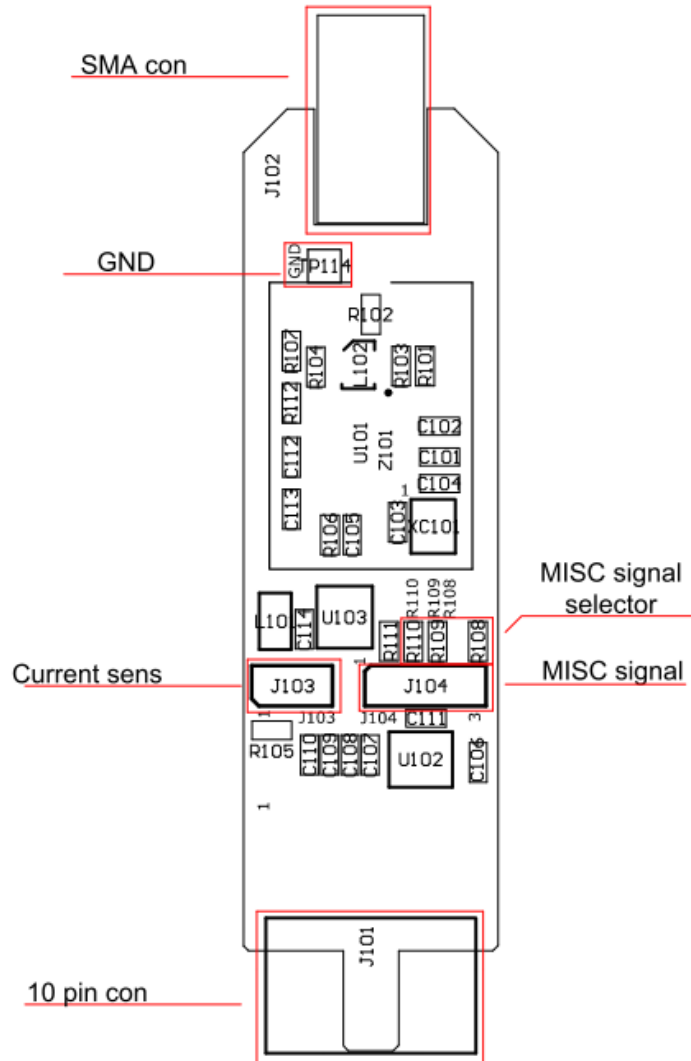 SMA con
J102
GND
GND
TP114
R102
R107
R104
L102
R103
R101
R112
C102
U101
Z101
C112
C101
C104
1
C113
R106
C105
C103
XC101
R110
R109
R108
MISC signal
selector
L101
C114
U103
R111
R110
R109
R108
1
Current sens
J103
J104
MISC signal
1
J103
J104
C111
3
R105
C110
C109
C108
C107
U102
C106
1
J101
10 pin con